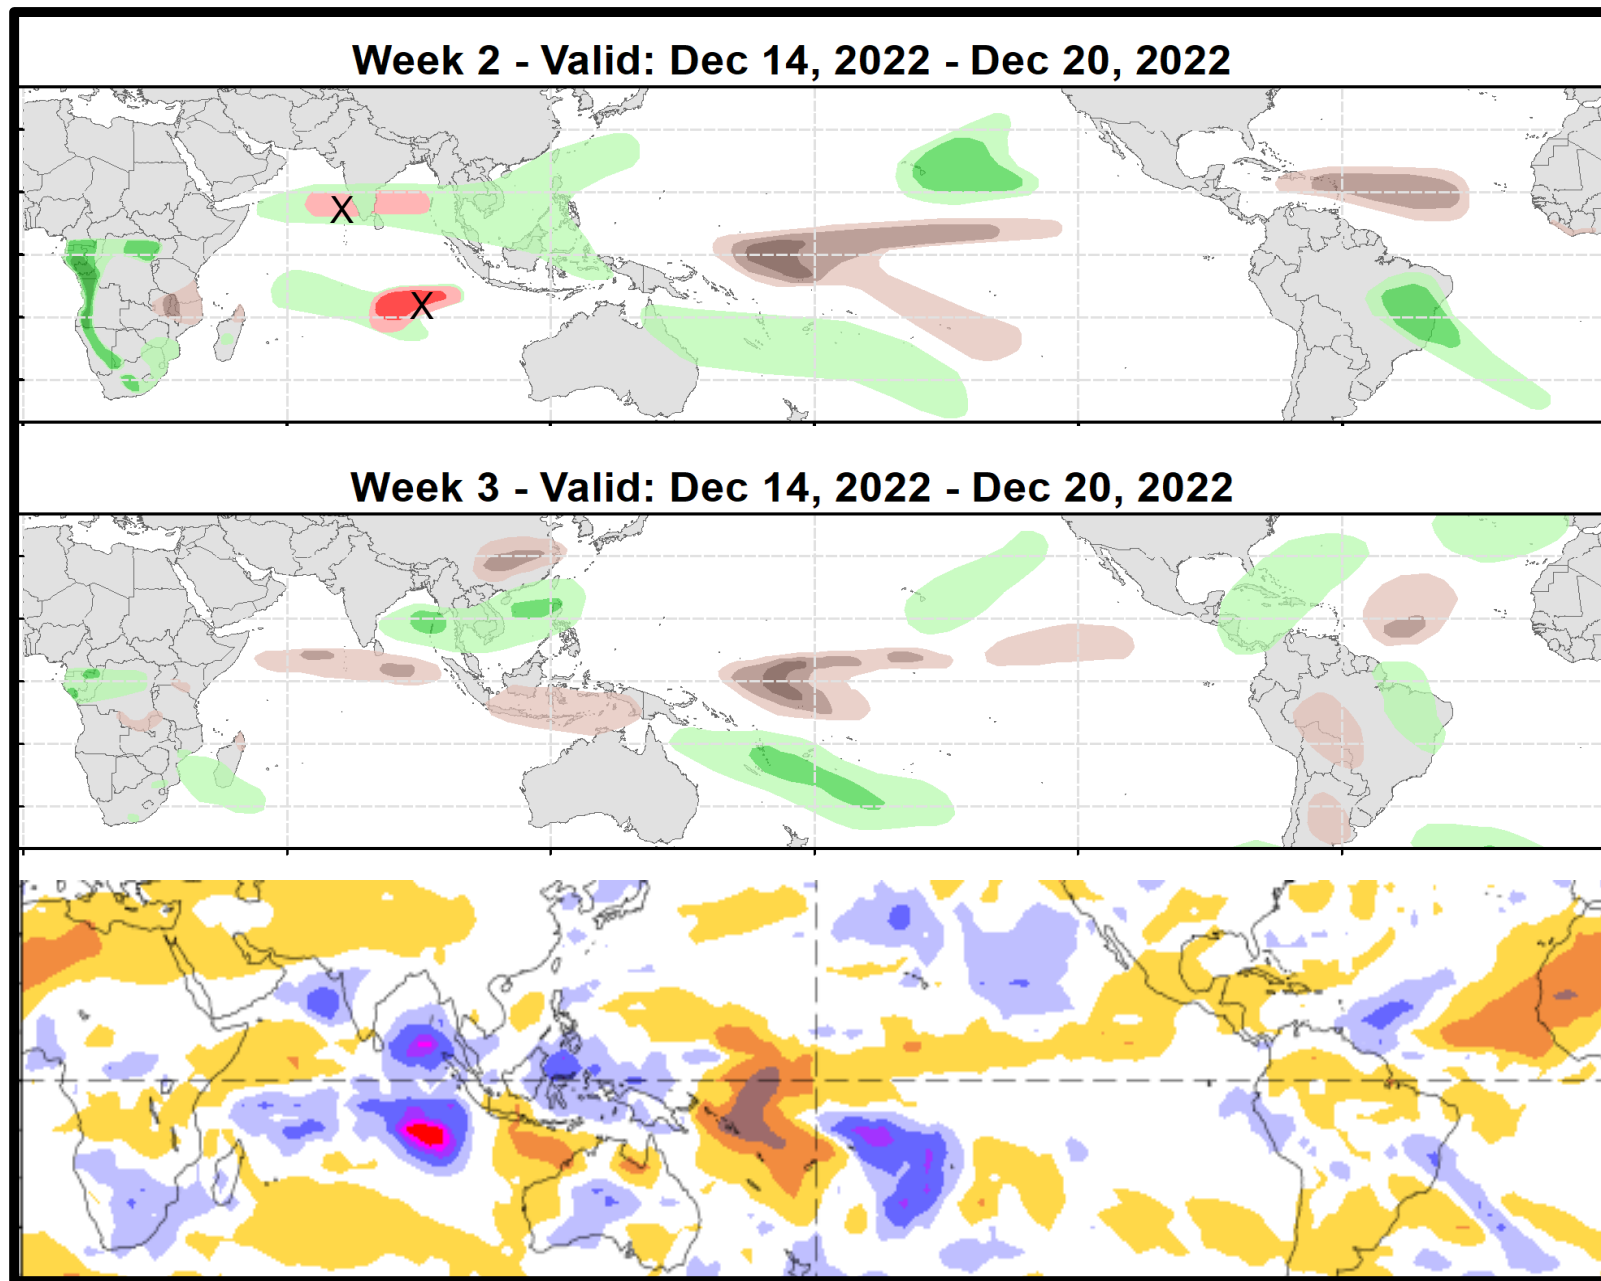 Week 2 - Valid: Dec 14, 2022 - Dec 20, 2022
X
X
Week 3 - Valid: Dec 14, 2022 - Dec 20, 2022